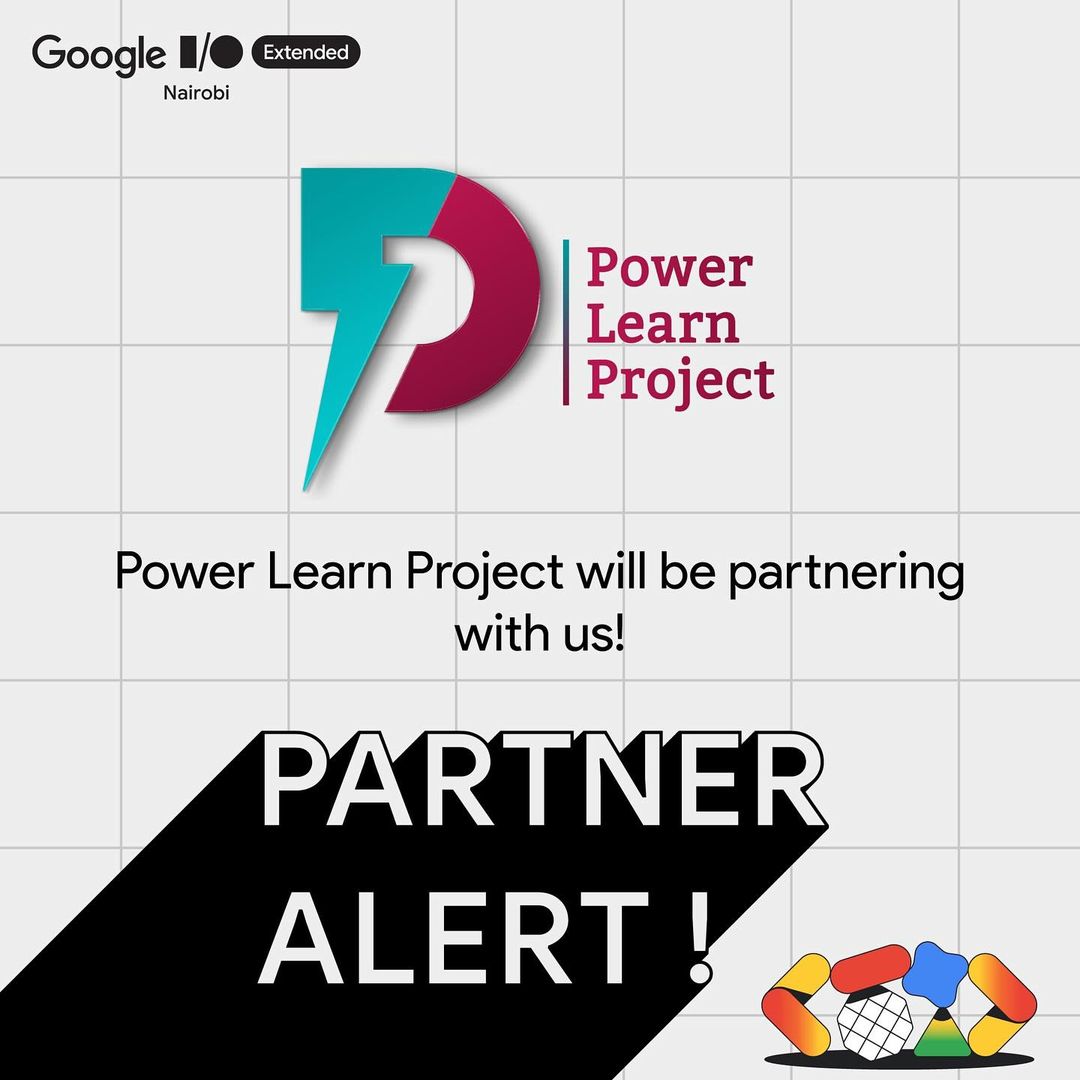 Google I/O Extended
Nairobi
Power
Learn
Project
Power Learn Project will be partnering
with us!
PARTNER
ALERT !